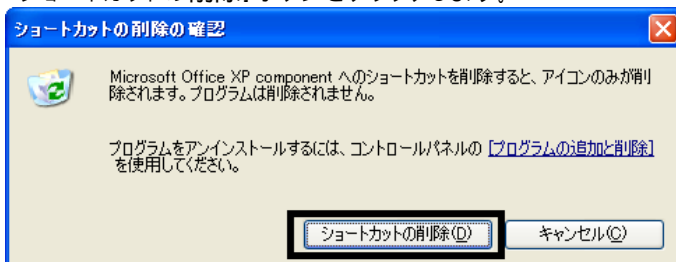 ショートカットの削除の確認
Microsoft Office XP component へのショートカットを削除すると、アイコンのみが削
除されます。プログラムは削除されません。
プログラムをアンインストールするには、コントロールパネルの [プログラムの追加と削除]
を使用してください。
ショートカットの削除(D)
キャンセル(C)